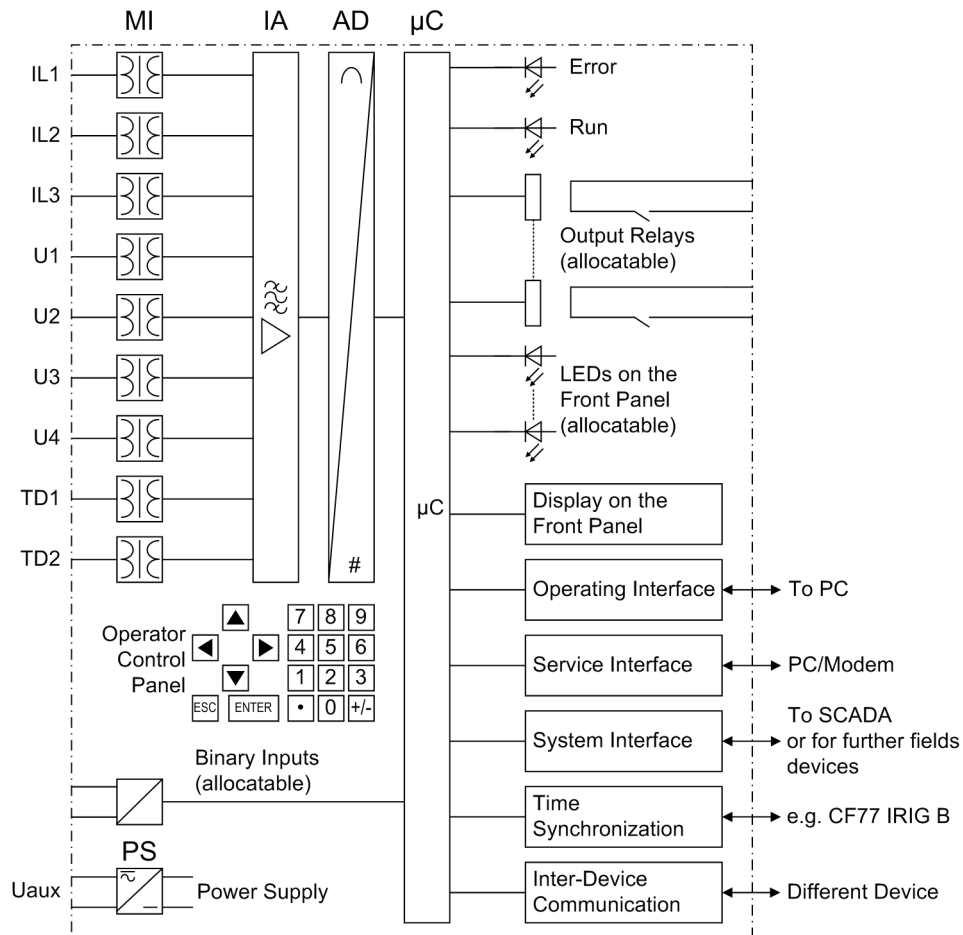 MI IA AD µC
IL1
IL2
IL3
U1
U2
U3
U4
TD1
TD2
#
µC
Error
Run
Output Relays
(allocatable)
LEDs on the
Front Panel
(allocatable)
Display on the
Front Panel
Operating Interface
To PC
Service Interface
PC/Modem
System Interface
To SCADA
or for further fields
devices
Time
Synchronization
e.g. CF77 IRIG B
Inter-Device
Communication
Different Device
Operator
Control
Panel
7 8 9
4 5 6
1 2 3
ESC ENTER • 0 +/-
Binary Inputs
(allocatable)
PS
Uaux
Power Supply